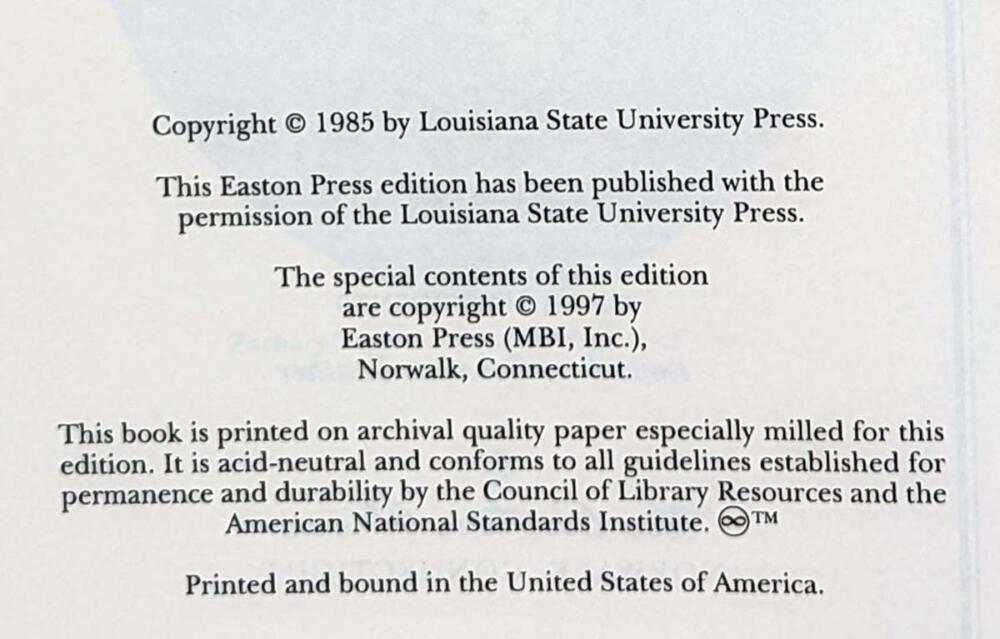 Copyright © 1985 by Louisiana State University Press.
This Easton Press edition has been published with the
permission of the Louisiana State University Press.
The special contents of this edition
are copyright © 1997 by
Easton Press (MBI, Inc.),
Norwalk, Connecticut.
This book is printed on archival quality paper especially milled for this
edition. It is acid-neutral and conforms to all guidelines established for
permanence and durability by the Council of Library Resources and the
American National Standards Institute. ♾™
Printed and bound in the United States of America.